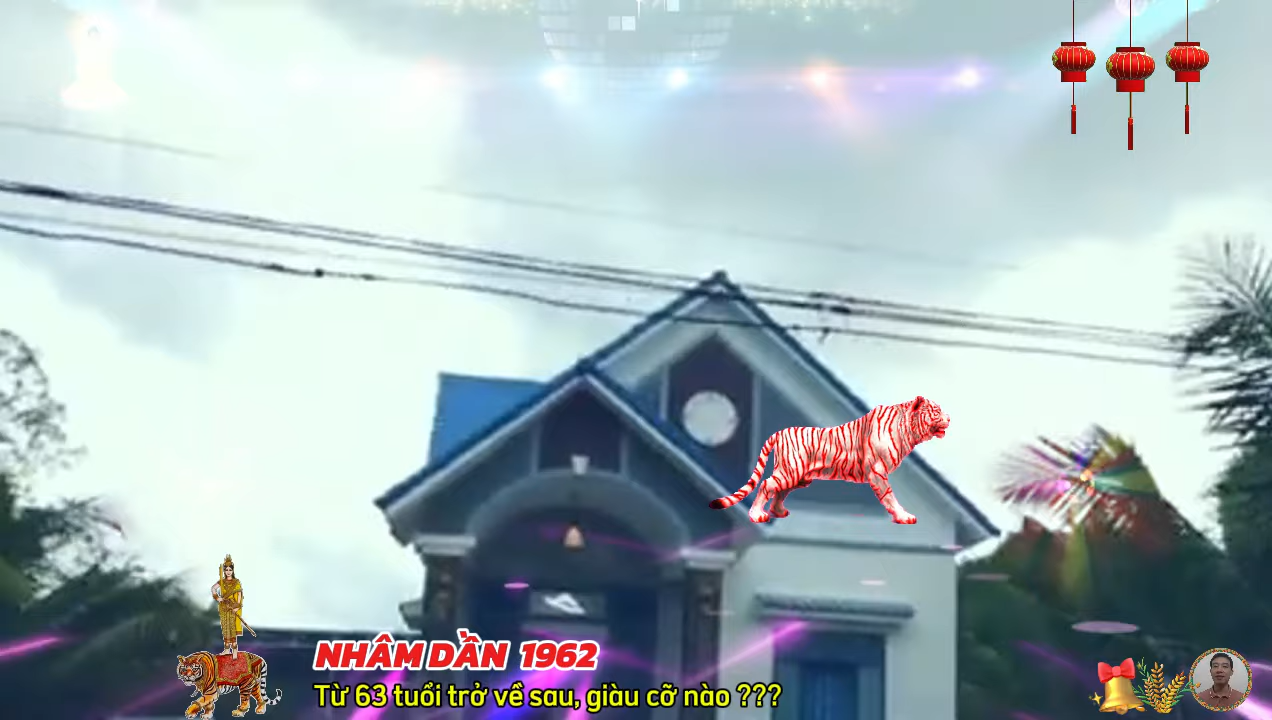 NHÂM DẦN 1962
Từ 63 tuổi trở về sau, giàu cỡ nào ???